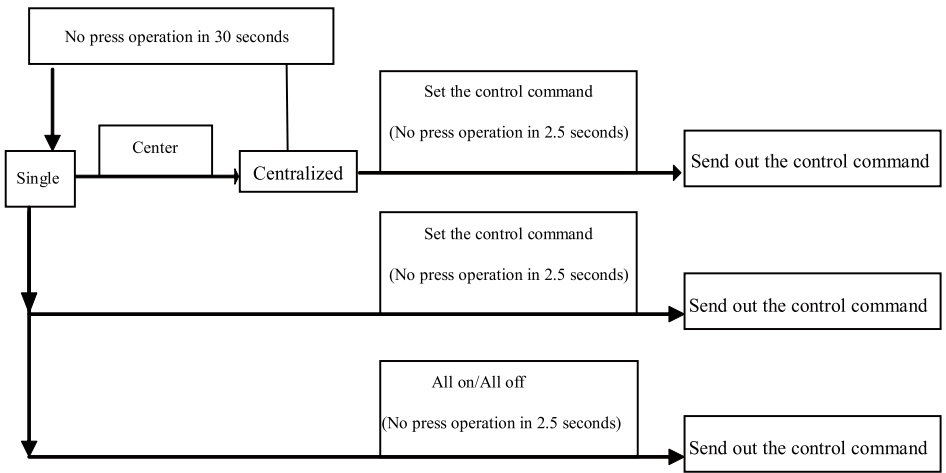 No press operation in 30 seconds
Set the control command
(No press operation in 2.5 seconds)
Center
Send out the control command
Single
Centralized
Set the control command
(No press operation in 2.5 seconds)
Send out the control command
All on/All off
(No press operation in 2.5 seconds)
Send out the control command